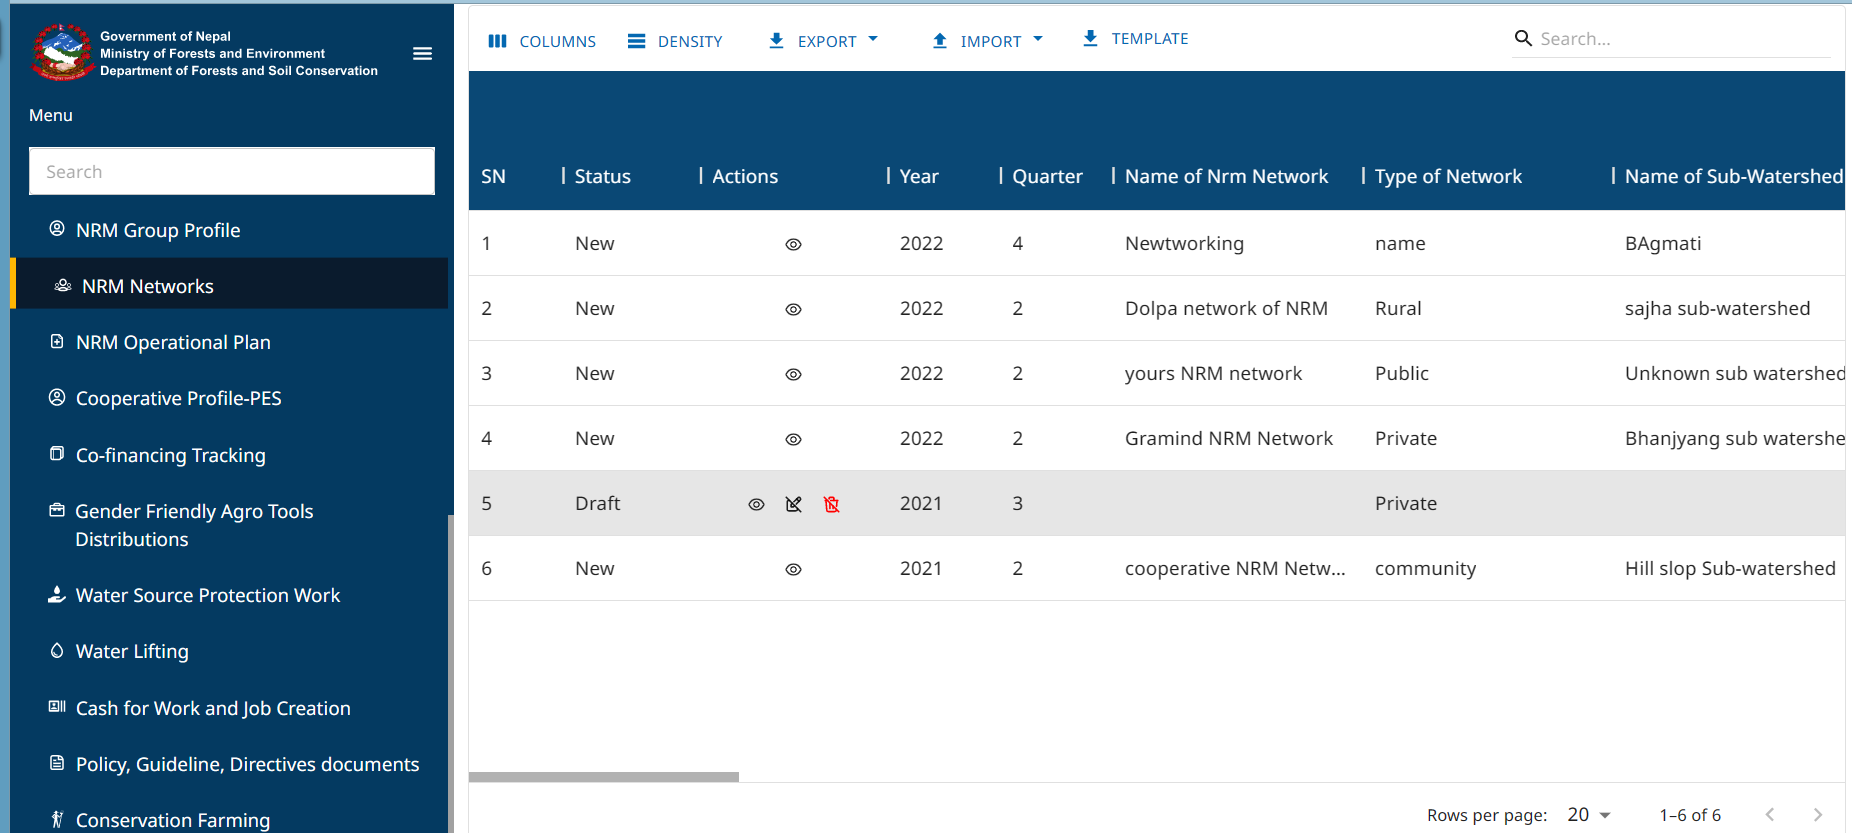 Government of Nepal
Ministry of Forests and Environment
Department of Forests and Soil Conservation
Menu
Search
NRM Group Profile
NRM Networks
NRM Operational Plan
Cooperative Profile-PES
Co-financing Tracking
Gender Friendly Agro Tools
Distributions
Water Source Protection Work
Water Lifting
Cash for Work and Job Creation
Policy, Guideline, Directives documents
Conservation Farming
COLUMNS DENSITY EXPORT IMPORT TEMPLATE Search...
SN Status Actions Year Quarter Name of Nrm Network Type of Network Name of Sub-Watershed
1 New 2022 4 Newtworking name BAgmati
2 New 2022 2 Dolpa network of NRM Rural sajha sub-watershed
3 New 2022 2 yours NRM network Public Unknown sub watershed
4 New 2022 2 Gramind NRM Network Private Bhanjyang sub watershe
5 Draft 2021 3 Private
6 New 2021 2 cooperative NRM Netw... community Hill slop Sub-watershed
Rows per page: 20 1–6 of 6